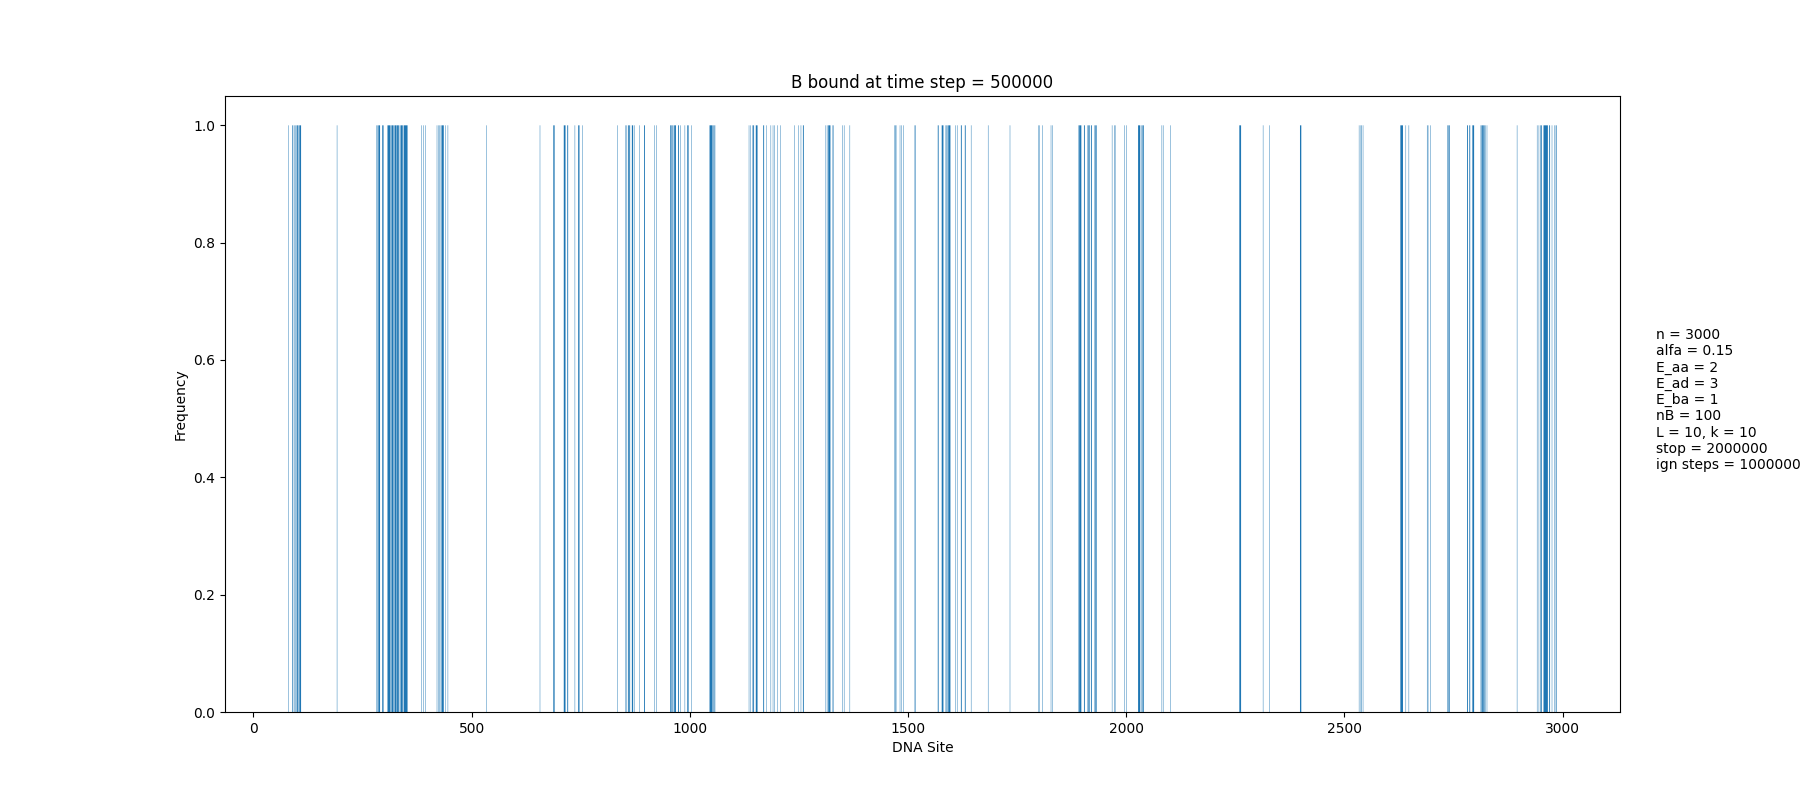 B bound at time step = 500000
1.0
0.8
0.6
0.4
0.2
0.0
Frequency
0 500 1000 1500 2000 2500 3000
DNA Site
n = 3000
alfa = 0.15
E_aa = 2
E_ad = 3
E_ba = 1
nB = 100
L = 10, k = 10
stop = 2000000
ign steps = 1000000